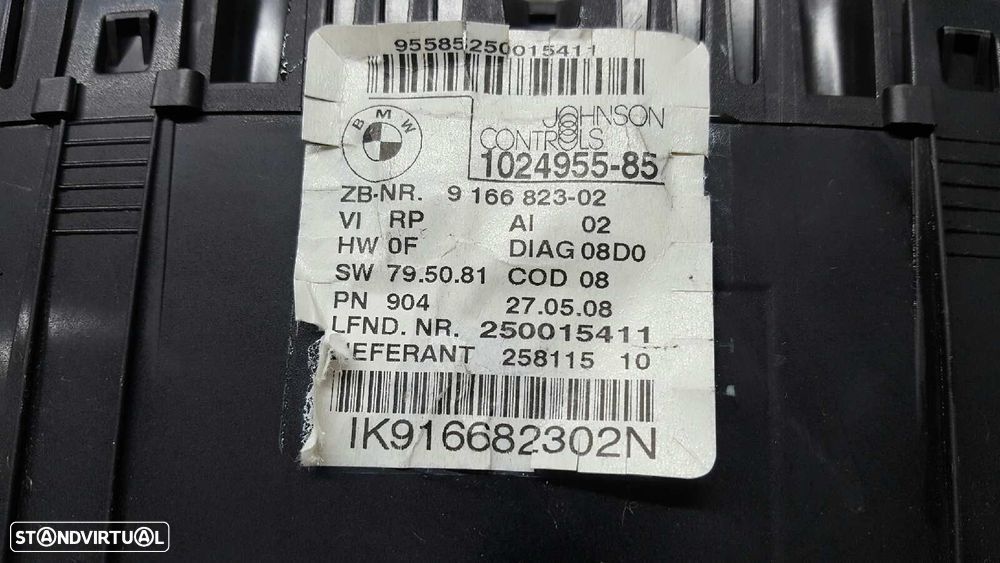 95585250015411
BMW
JOHNSON
CONTROLS
1024955-85
ZB-NR. 9 166 823-02
VI RP AI 02
HW 0F DIAG 08D0
SW 79.50.81 COD 08
PN 904 27.05.08
LFND. NR. 250015411
IEFERANT 258115 10
IK916682302N
STANDVIRTUAL